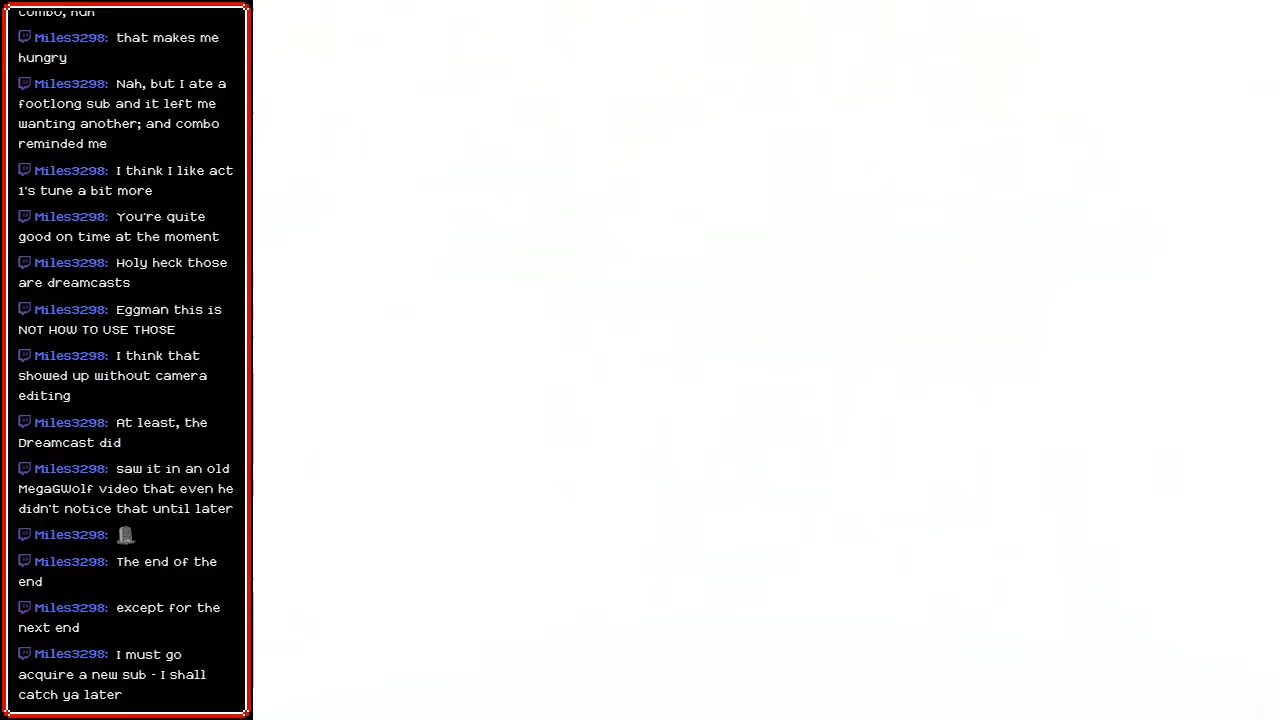 combo, huh
Miles3298: that makes me
hungry
Miles3298: Nah, but I ate a
footlong sub and it left me
wanting another; and combo
reminded me
Miles3298: I think I like act
1's tune a bit more
Miles3298: You're quite
good on time at the moment
Miles3298: Holy heck those
are dreamcasts
Miles3298: Eggman this is
NOT HOW TO USE THOSE
Miles3298: I think that
showed up without camera
editing
Miles3298: At least, the
Dreamcast did
Miles3298: saw it in an old
MegaGWolf video that even he
didn't notice that until later
Miles3298:
Miles3298: The end of the
end
Miles3298: except for the
next end
Miles3298: I must go
acquire a new sub - I shall
catch ya later